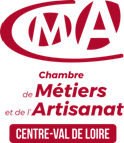 CMA
Chambre
de Métiers
et de l'Artisanat
CENTRE-VAL DE LOIRE